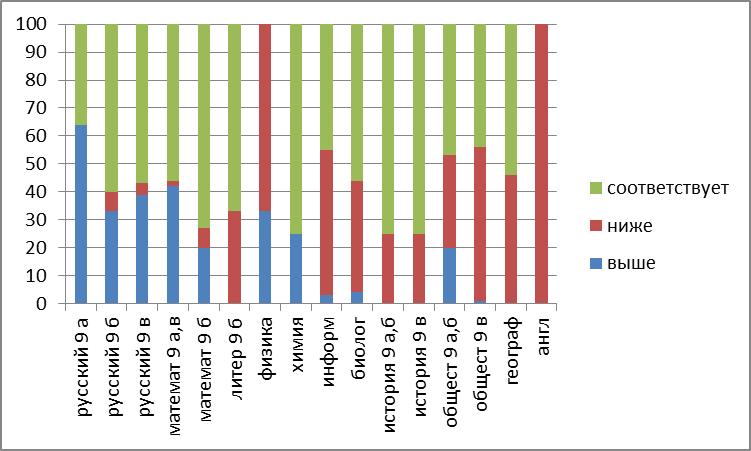 100
90
80
70
60
50
40
30
20
10
0
русский 9 а
русский 9 б
русский 9 в
математ 9 а,в
математ 9 б
литер 9 б
физика
химия
информ
биолог
история 9 а,б
история 9 в
общест 9 а,б
общест 9 в
географ
англ
соответствует
ниже
выше